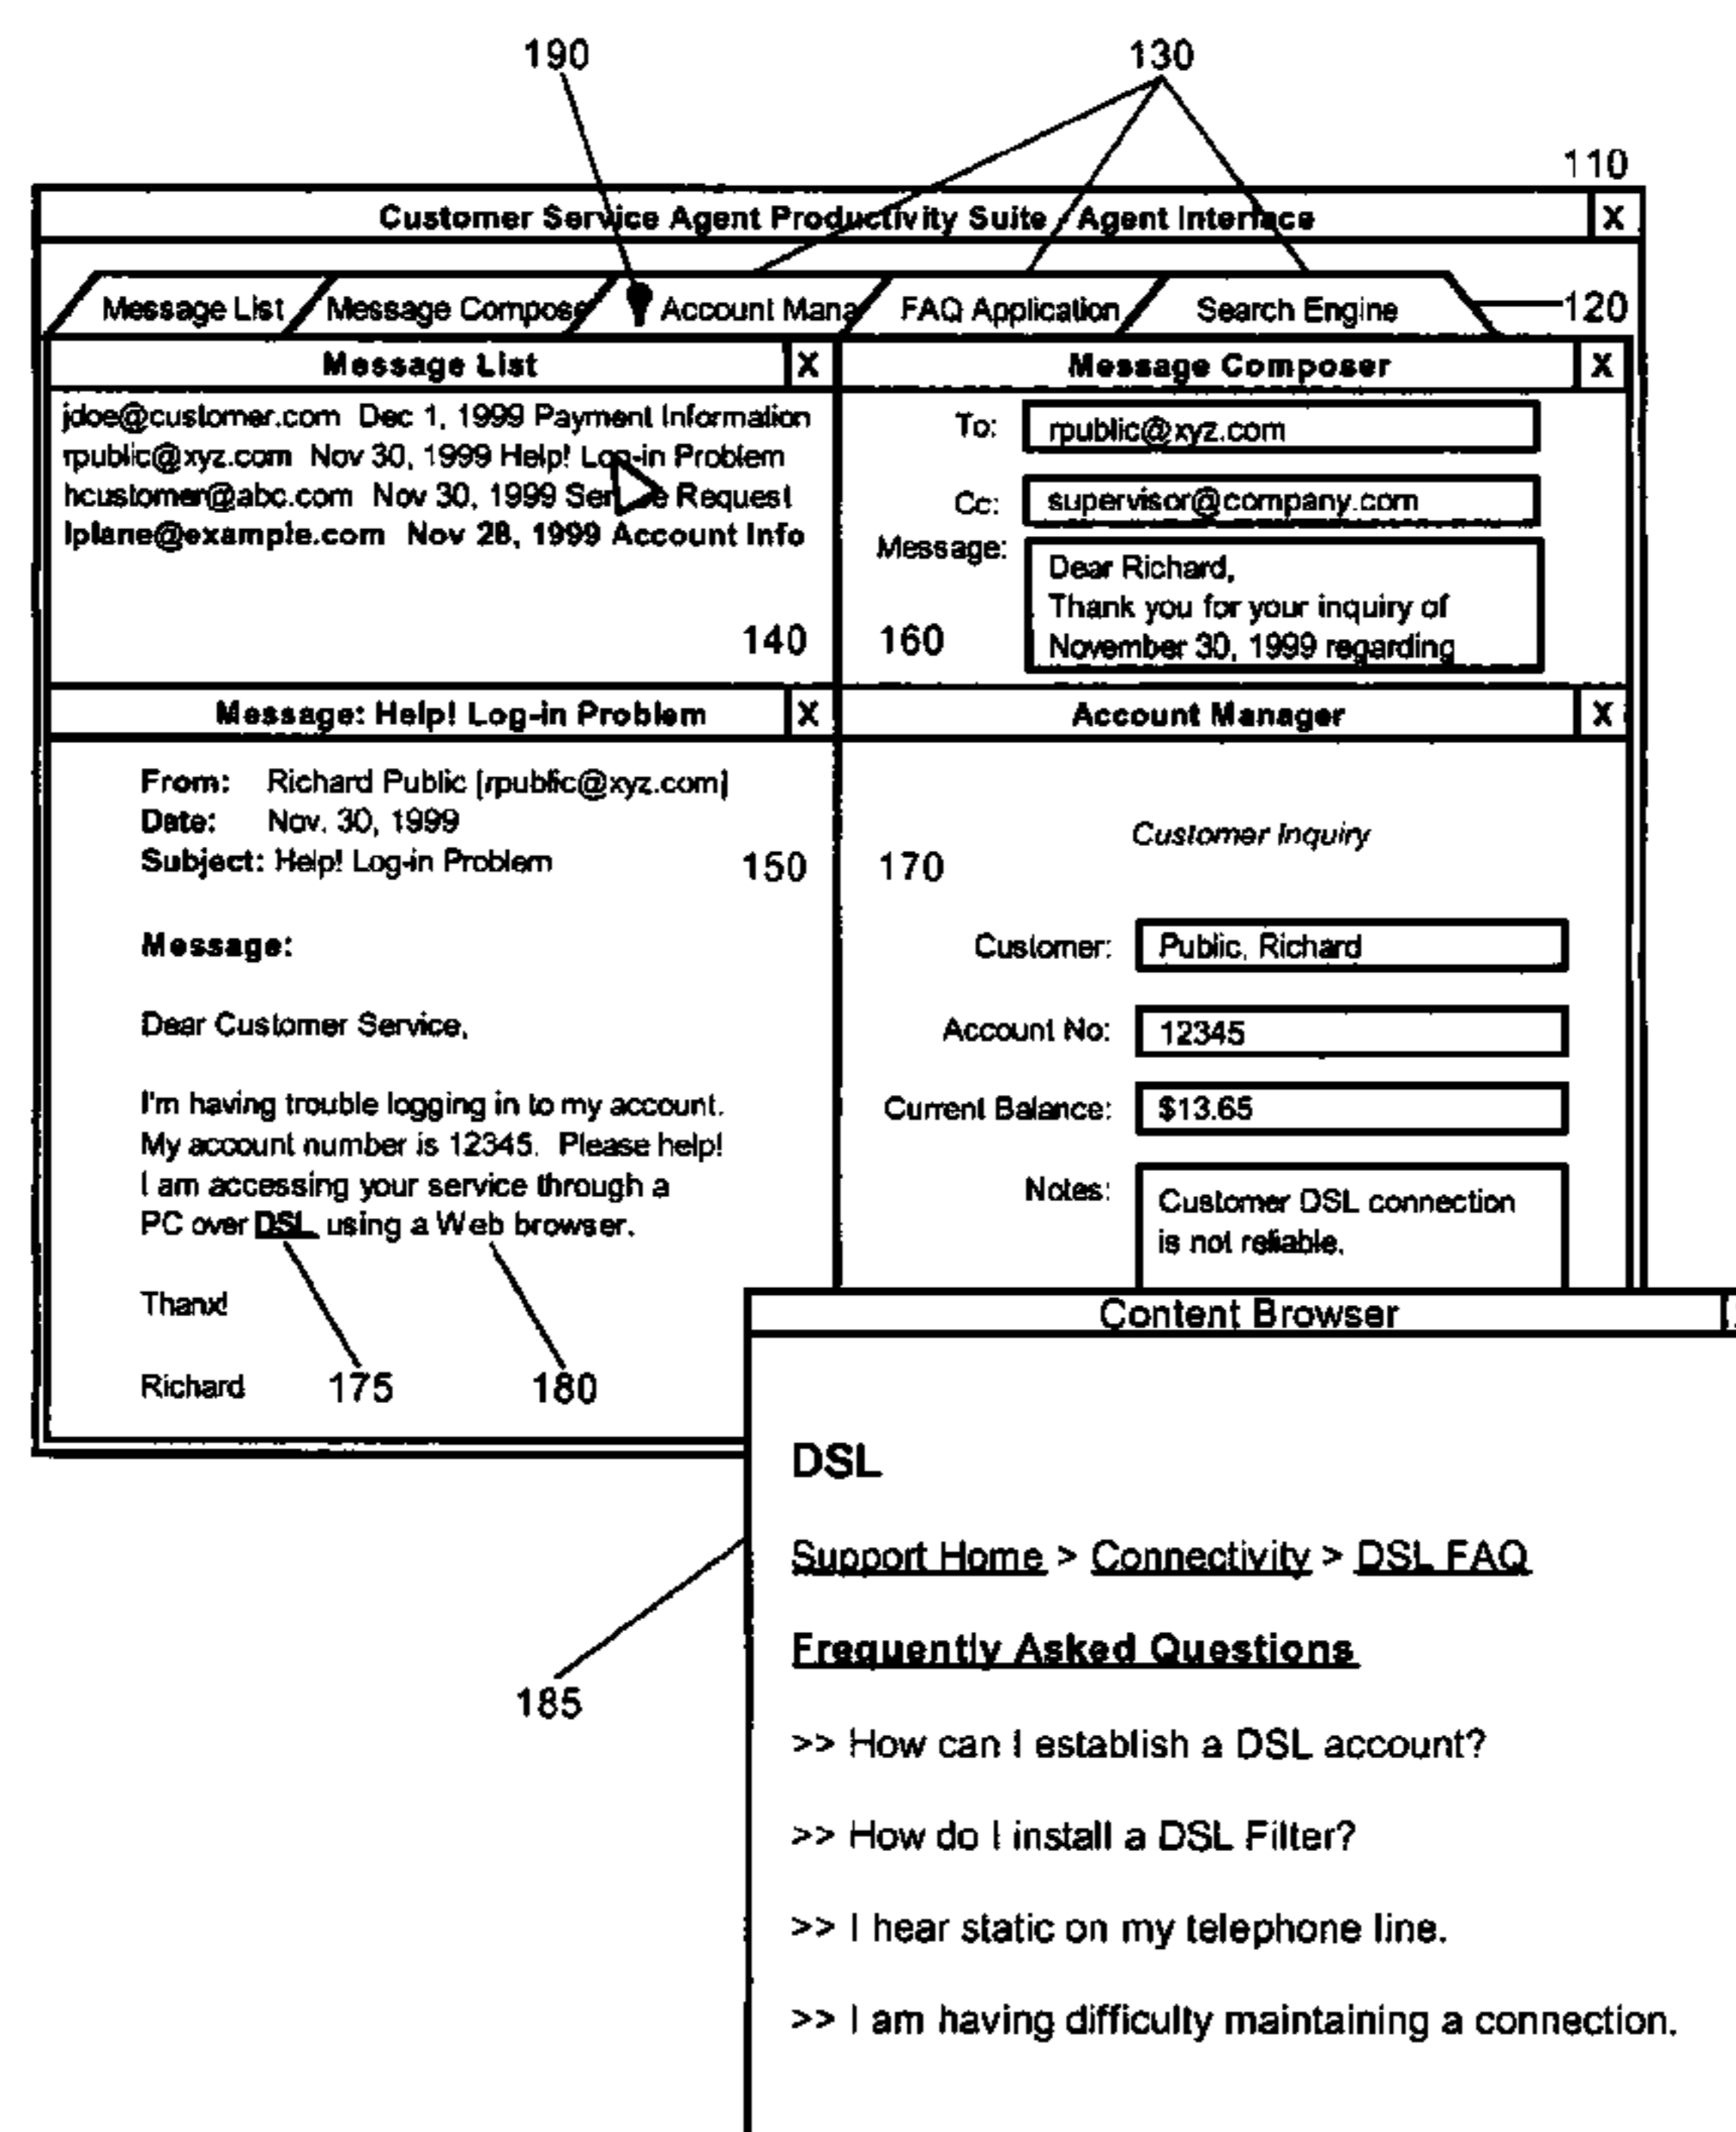 190
130
110
Customer Service Agent Productivity Suite / Agent Interface X
Message List Message Compose Account Mana FAQ Application Search Engine 120
Message List X
jdoe@customer.com Dec 1, 1999 Payment Information
rpublic@xyz.com Nov 30, 1999 Help! Log-in Problem
hcustomer@abc.com Nov 30, 1999 Service Request
lplane@example.com Nov 28, 1999 Account Info
140
Message Composer X
To: rpublic@xyz.com
Cc: supervisor@company.com
Message: Dear Richard,
Thank you for your inquiry of
November 30, 1999 regarding
160
Message: Help! Log-in Problem X
From: Richard Public [rpublic@xyz.com]
Date: Nov. 30, 1999
Subject: Help! Log-in Problem
150
Message:
Dear Customer Service,
I'm having trouble logging in to my account.
My account number is 12345. Please help!
I am accessing your service through a
PC over DSL using a Web browser.
Thanx!
Richard
175
180
Account Manager X
Customer Inquiry
170
Customer: Public, Richard
Account No: 12345
Current Balance: $13.65
Notes: Customer DSL connection
is not reliable.
Content Browser
DSL
Support Home > Connectivity > DSL FAQ
Frequently Asked Questions
185
>> How can I establish a DSL account?
>> How do I install a DSL Filter?
>> I hear static on my telephone line.
>> I am having difficulty maintaining a connection.